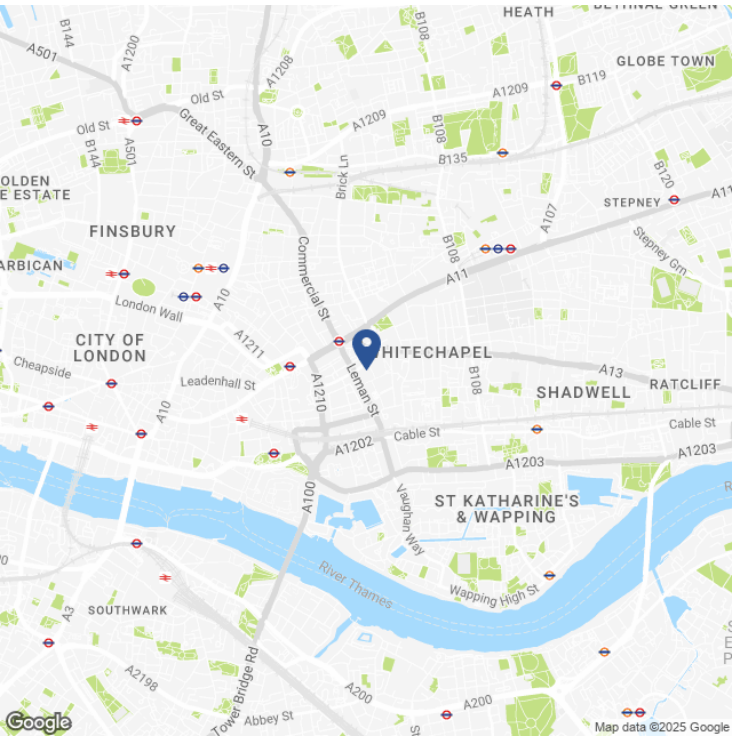 HEATH
BETHNAL GREEN
B144
A1200
A501
B108
A1208
GLOBE TOWN
B119
Old St
A1209
A10
Old St
Great Eastern St
A1209
B108
A501
B144
B135
Brick Ln
B120
OLDEN
E ESTATE
A107
STEPNEY
A11
FINSBURY
Commercial St
B108
Stepney Grn
ARBICAN
A11
London Wall
A10
CITY OF
LONDON
A1211
HITECHAPEL
Cheapside
Leadenhall St
A1210
Leman St
B108
A13
RATCLIFF
SHADWELL
A10
Cable St
Cable St
A1202
A1203
A1203
A100
Vaughan Way
ST KATHARINE'S
& WAPPING
R
River Thames
Wapping High St
SOUTHWARK
A3
S
E
P
A2198
Tower Bridge Rd
A200
A200
Abbey St
Google
Map data ©2025 Google